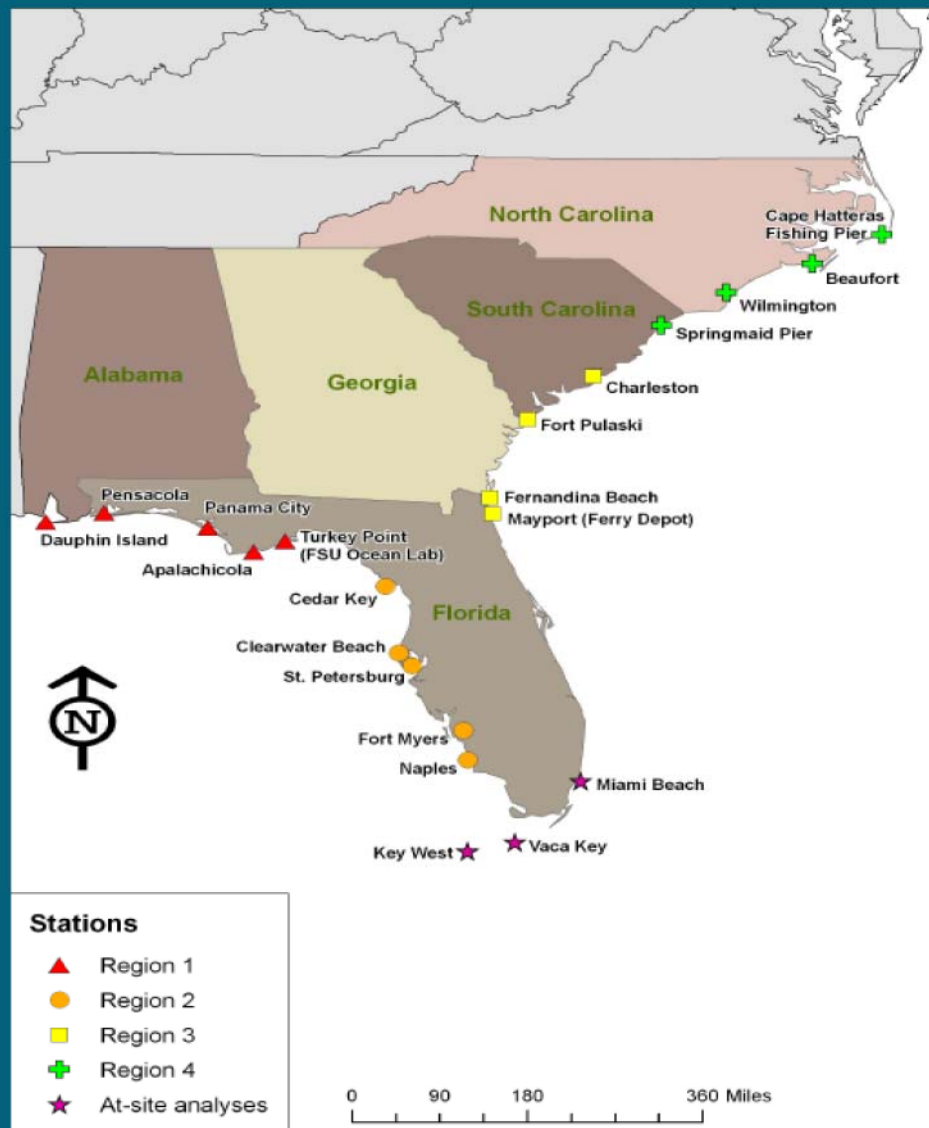 North Carolina
Cape Hatteras
Fishing Pier
Beaufort
Wilmington
South Carolina
Springmaid Pier
Alabama
Georgia
Charleston
Fort Pulaski
Pensacola
Panama City
Fernandina Beach
Mayport (Ferry Depot)
Dauphin Island
Turkey Point
(FSU Ocean Lab)
Apalachicola
Cedar Key
Florida
Clearwater Beach
St. Petersburg
N
Fort Myers
Naples
Miami Beach
Key West
Vaca Key
Stations
Region 1
Region 2
Region 3
Region 4
At-site analyses
0 90 180 360 Miles